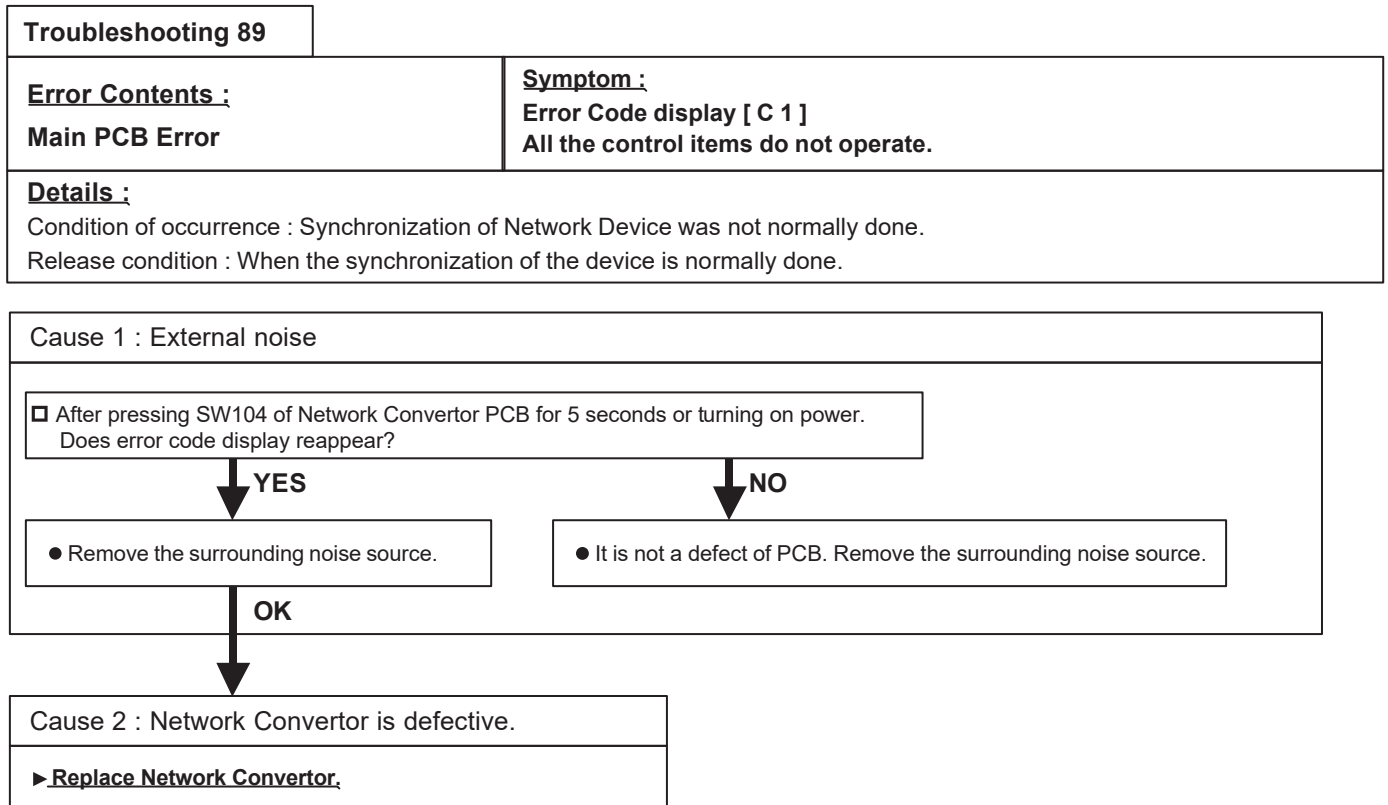 Troubleshooting 89
Error Contents :
Main PCB Error
Symptom :
Error Code display [ C 1 ]
All the control items do not operate.
Details :
Condition of occurrence : Synchronization of Network Device was not normally done.
Release condition : When the synchronization of the device is normally done.
Cause 1 : External noise
After pressing SW104 of Network Convertor PCB for 5 seconds or turning on power.
Does error code display reappear?
YES
NO
● Remove the surrounding noise source.
● It is not a defect of PCB. Remove the surrounding noise source.
OK
Cause 2 : Network Convertor is defective.
►Replace Network Convertor.